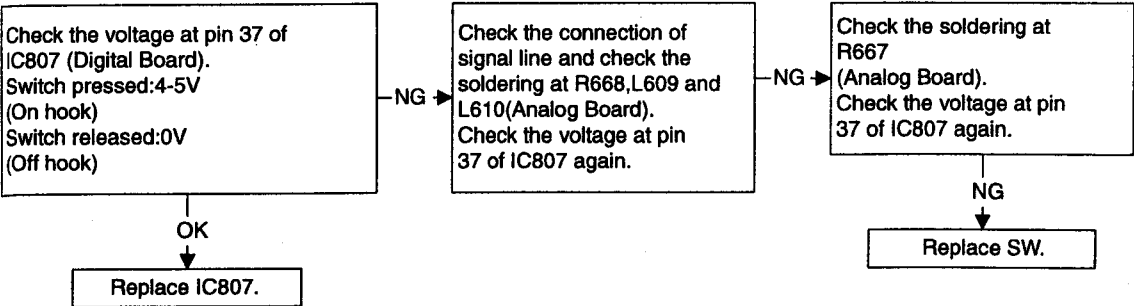 Check the voltage at pin 37 of
IC807 (Digital Board).
Switch pressed:4-5V
(On hook)
Switch released:0V
(Off hook)
NG
Check the connection of
signal line and check the
soldering at R668,L609 and
L610(Analog Board).
Check the voltage at pin
37 of IC807 again.
NG
Check the soldering at
R667
(Analog Board).
Check the voltage at pin
37 of IC807 again.
OK
Replace IC807.
NG
Replace SW.